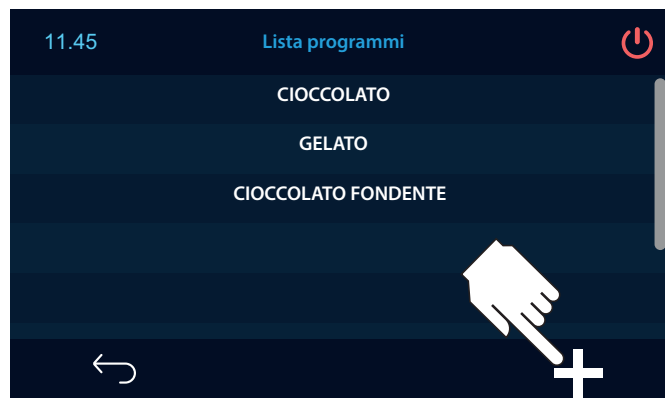 11.45
Lista programmi
CIOCCOLATO
GELATO
CIOCCOLATO FONDENTE